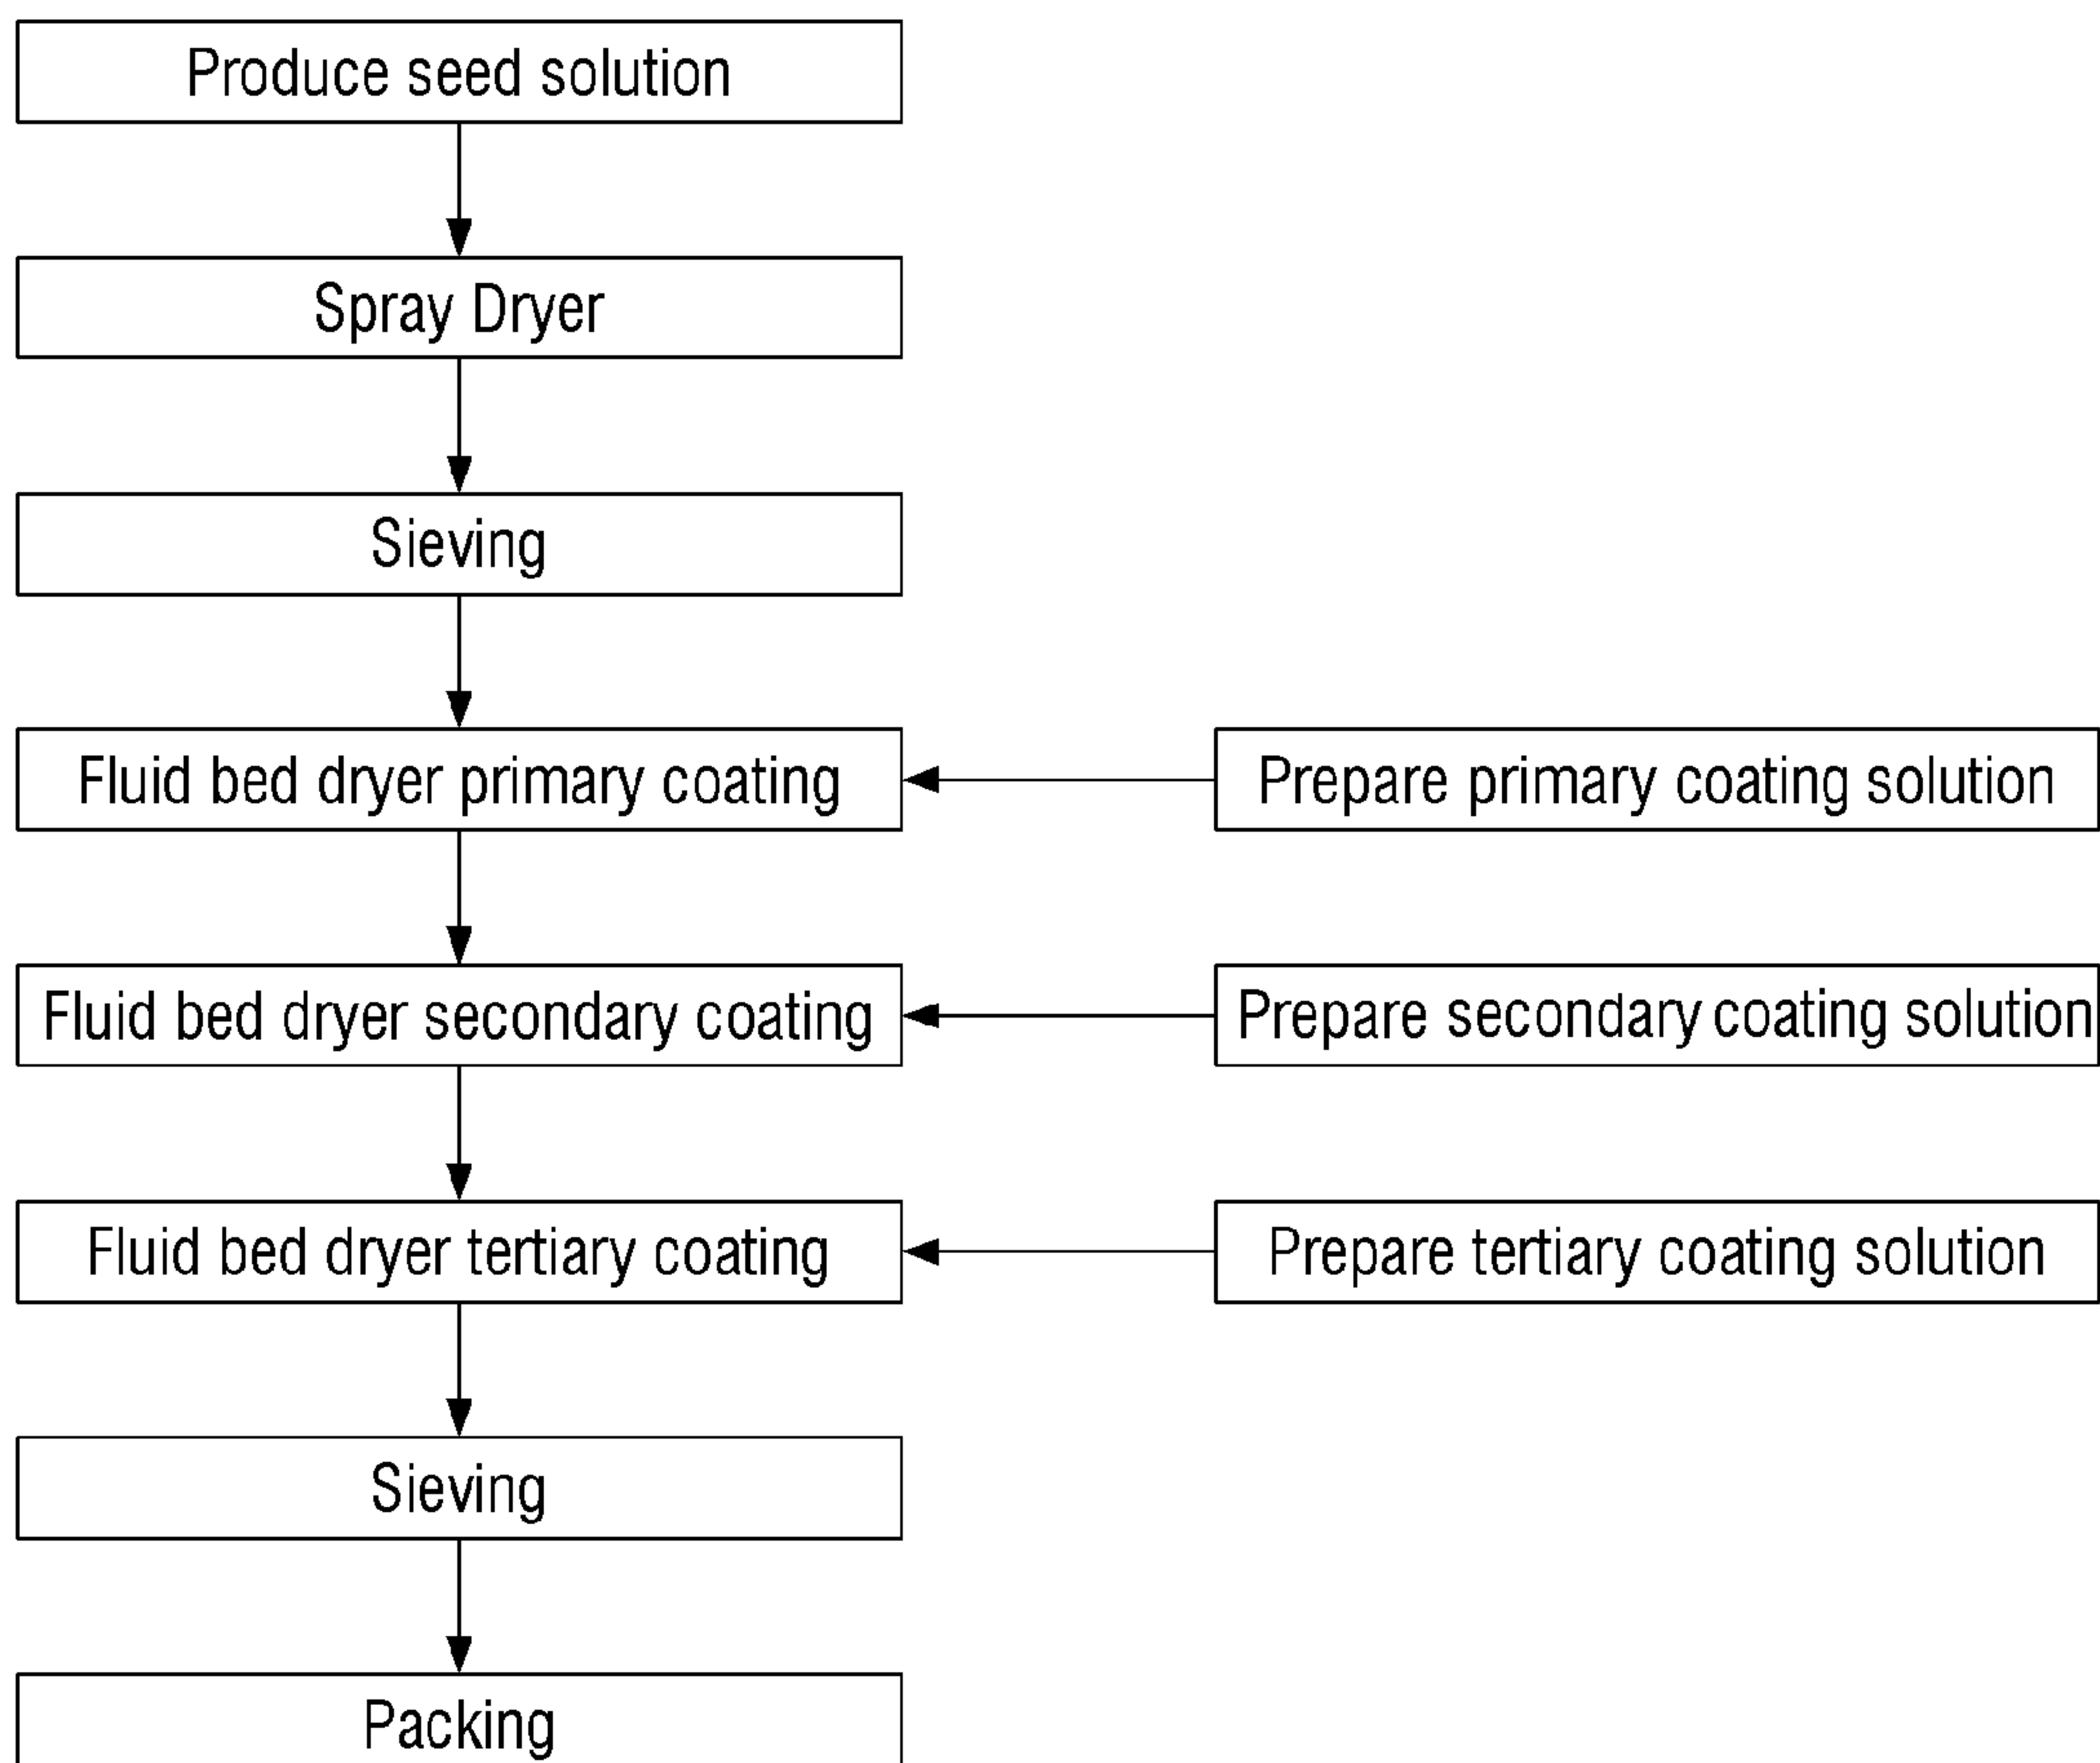 Produce seed solution
Spray Dryer
Sieving
Fluid bed dryer primary coating
Prepare primary coating solution
Fluid bed dryer secondary coating
Prepare secondary coating solution
Fluid bed dryer tertiary coating
Prepare tertiary coating solution
Sieving
Packing